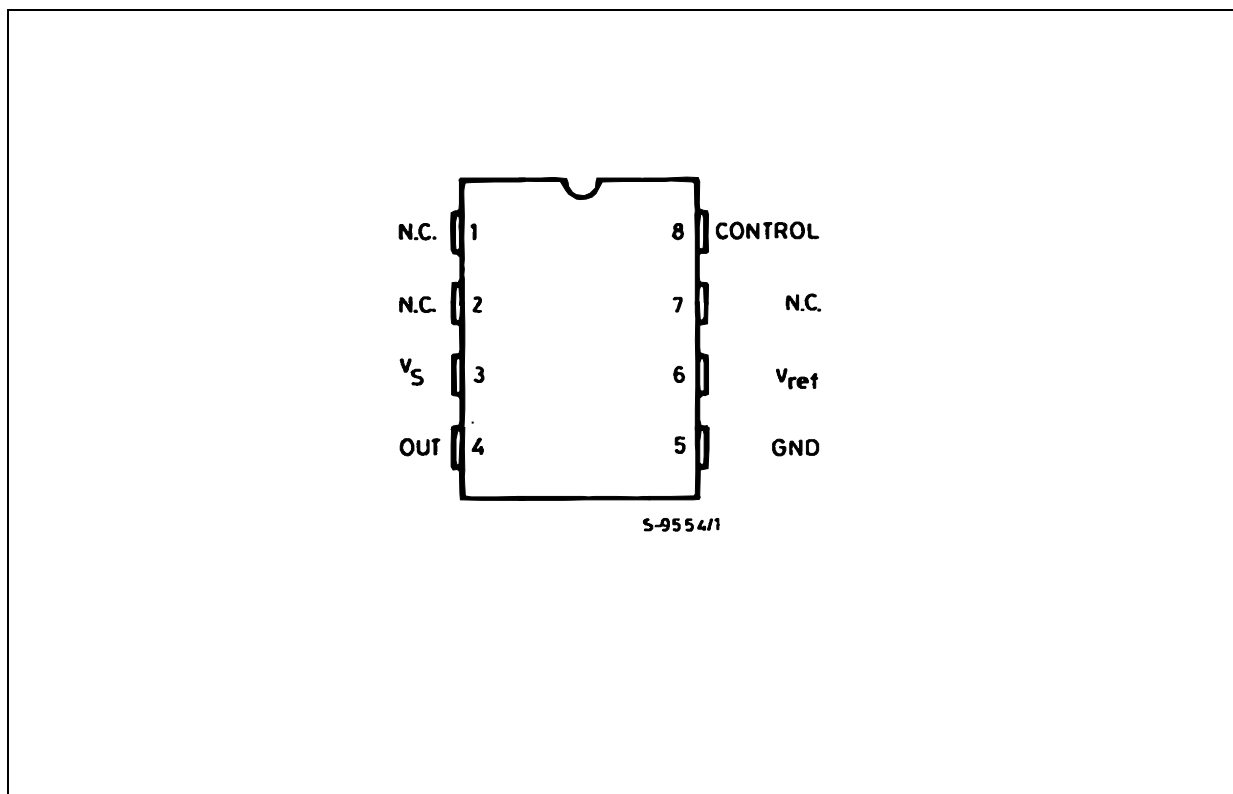 N.C. 1 8 CONTROL
N.C. 2 7 N.C.
VS 3 6 Vref
OUT 4 5 GND
S-9554/1